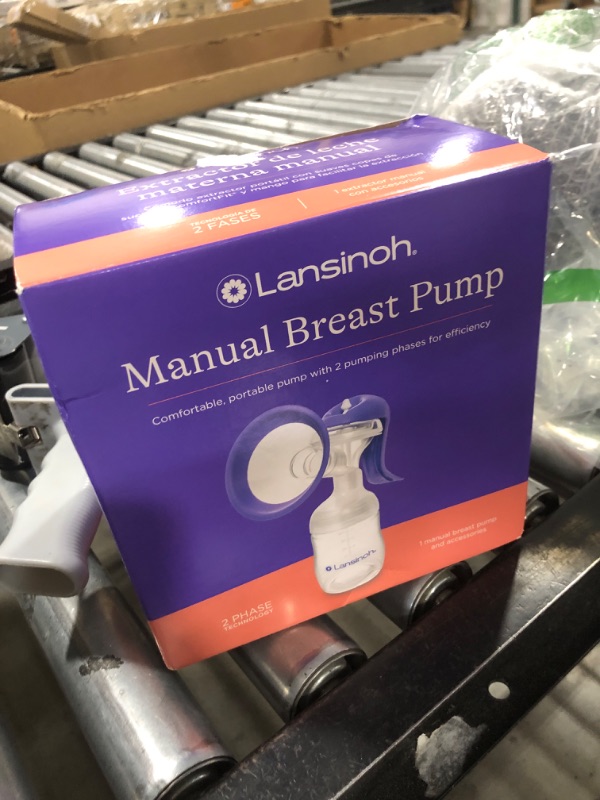 Extractor de leche
materna manual
2 FASES
Lansinoh®
Manual Breast Pump
Comfortable, portable pump with 2 pumping phases for efficiency
Lansinoh®
1 manual breast pump
and accessories
2 PHASE
TECHNOLOGY